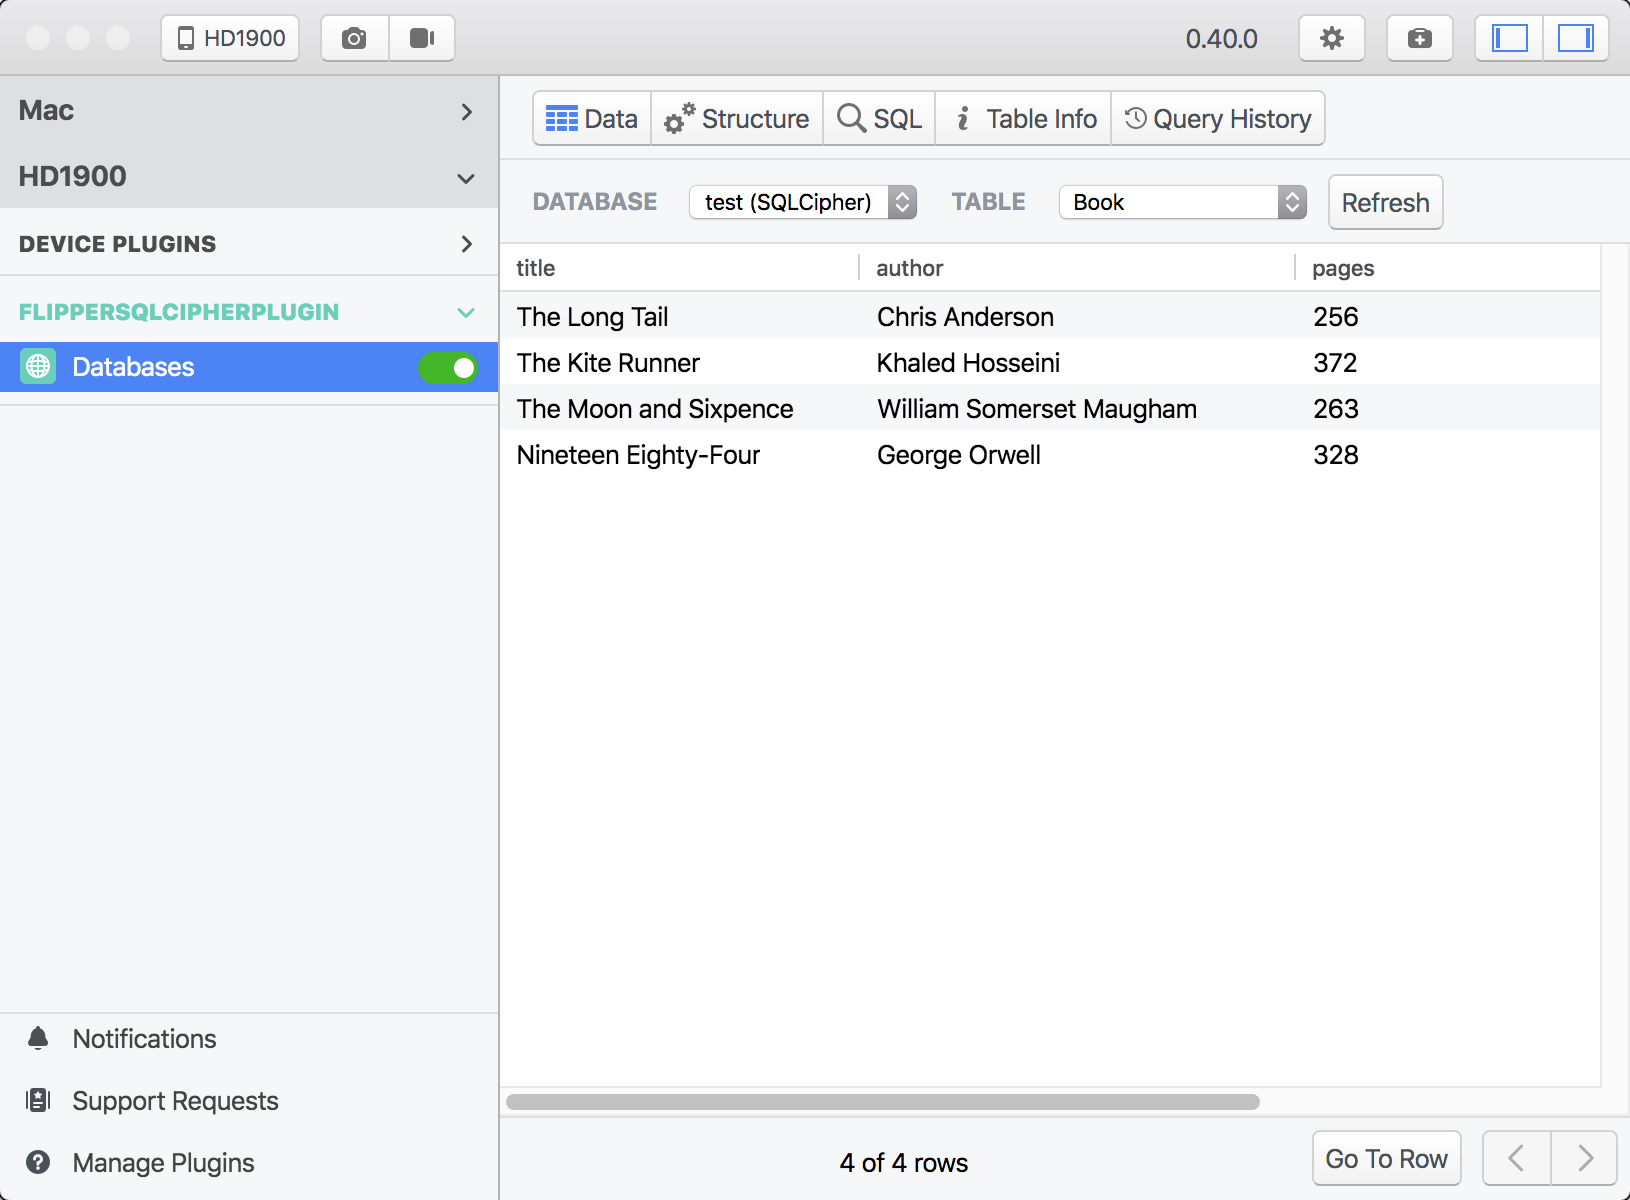 HD1900
0.40.0
Mac
HD1900
DEVICE PLUGINS
FLIPPERSQLCIPHERPLUGIN
Databases
Notifications
Support Requests
Manage Plugins
Data Structure SQL Table Info Query History
DATABASE test (SQLCipher) TABLE Book Refresh
title author pages
The Long Tail Chris Anderson 256
The Kite Runner Khaled Hosseini 372
The Moon and Sixpence William Somerset Maugham 263
Nineteen Eighty-Four George Orwell 328
4 of 4 rows Go To Row